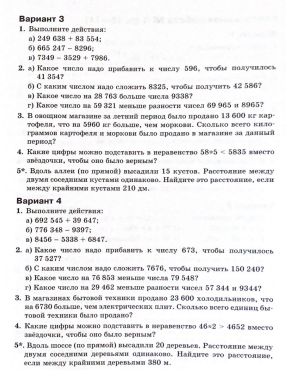 Вариант 3
1. Выполните действия:
а) 249 638 + 83 554;
б) 665 247 – 8296;
в) 7349 – 3529 + 7986.
2. а) Какое число надо прибавить к числу 596, чтобы получилось
41 354?
б) С каким числом надо сложить 8325, чтобы получить 42 586?
в) Какое число на 28 763 больше числа 9338?
г) Какое число на 59 321 меньше разности чисел 69 965 и 8965?
3. В овощном магазине за летний период было продано 13 600 кг кар-
тофеля, что на 5960 кг больше, чем моркови. Сколько всего кило-
граммов картофеля и моркови было продано в магазине за данный
период?
4. Какие цифры можно подставить в неравенство 58*5 < 5835 вместо
звёздочки, чтобы оно было верным?
5*. Вдоль аллеи (по прямой) высадили 15 кустов. Расстояние между
двумя соседними кустами одинаково. Найдите это расстояние, если
между крайними кустами 210 дм.
Вариант 4
1. Выполните действия:
а) 692 545 + 39 647;
б) 776 348 – 9397;
в) 8456 – 5338 + 6847.
2. а) Какое число надо прибавить к числу 673, чтобы получилось
37 527?
б) С каким числом надо сложить 7676, чтобы получить 150 240?
в) Какое число на 76 853 меньше числа 79 548?
г) Какое число на 29 462 меньше разности чисел 57 344 и 9344?
3. В магазинах бытовой техники продано 23 600 холодильников, что
на 6730 больше, чем электрических плит. Сколько всего единиц бы-
товой техники было продано?
4. Какие цифры можно подставить в неравенство 46*2 > 4652 вместо
звёздочки, чтобы оно было верным?
5*. Вдоль шоссе (по прямой) высадили 20 деревьев. Расстояние между
двумя соседними деревьями одинаково. Найдите это расстояние,
если между крайними деревьями 380 м.